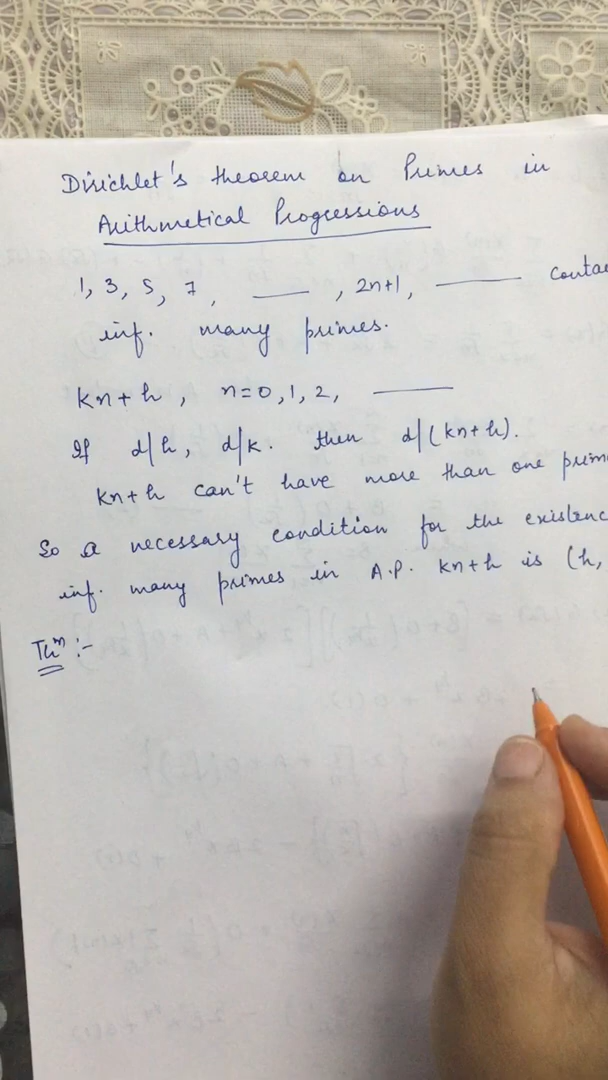 Dirichlet's theorem on Primes in
Arithmetical Progressions
1, 3, 5, 7, —— , 2n+1, —— contai
inf. many primes.
kn+h, n=0,1,2, ——
If d|h, d|k. then d|(kn+h).
kn+h can't have more than one prim
So a necessary condition for the existenc
inf. many primes in A.P. kn+h is (h,
Thm :-